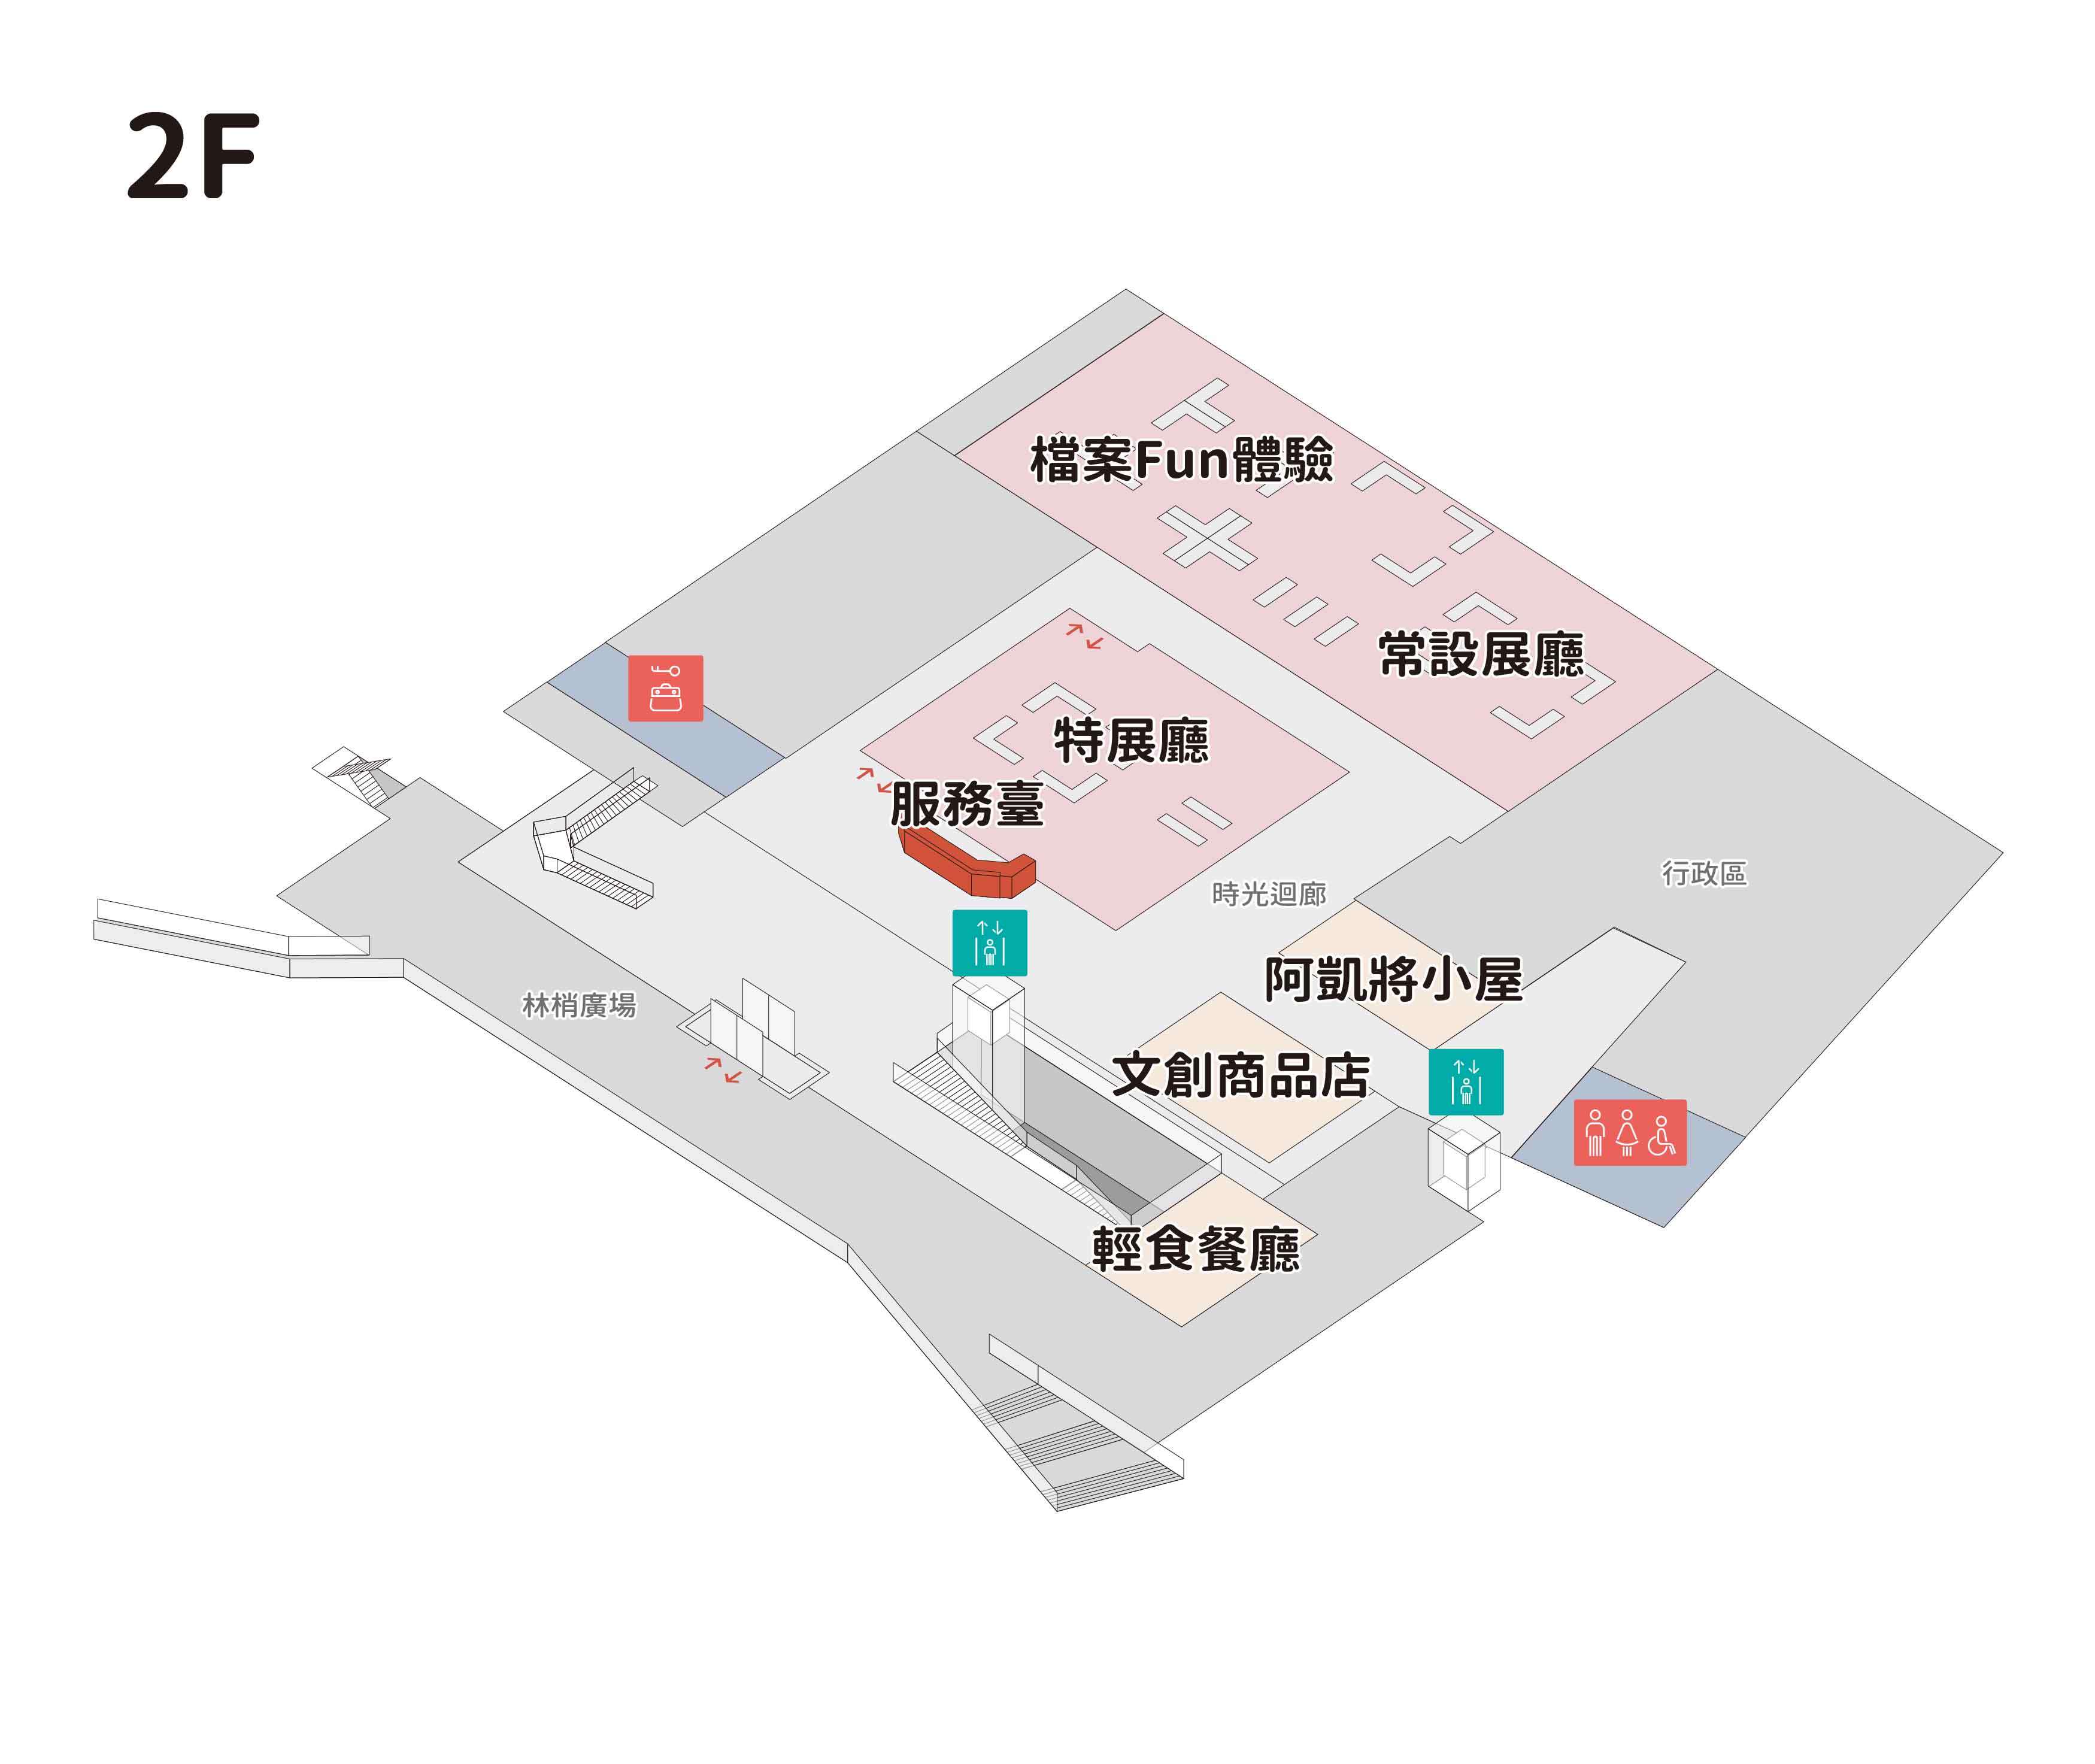 2F
檔案Fun體驗
常設展廳
特展廳
服務臺
行政區
時光迴廊
阿凱將小屋
林梢廣場
文創商品店
輕食餐廳